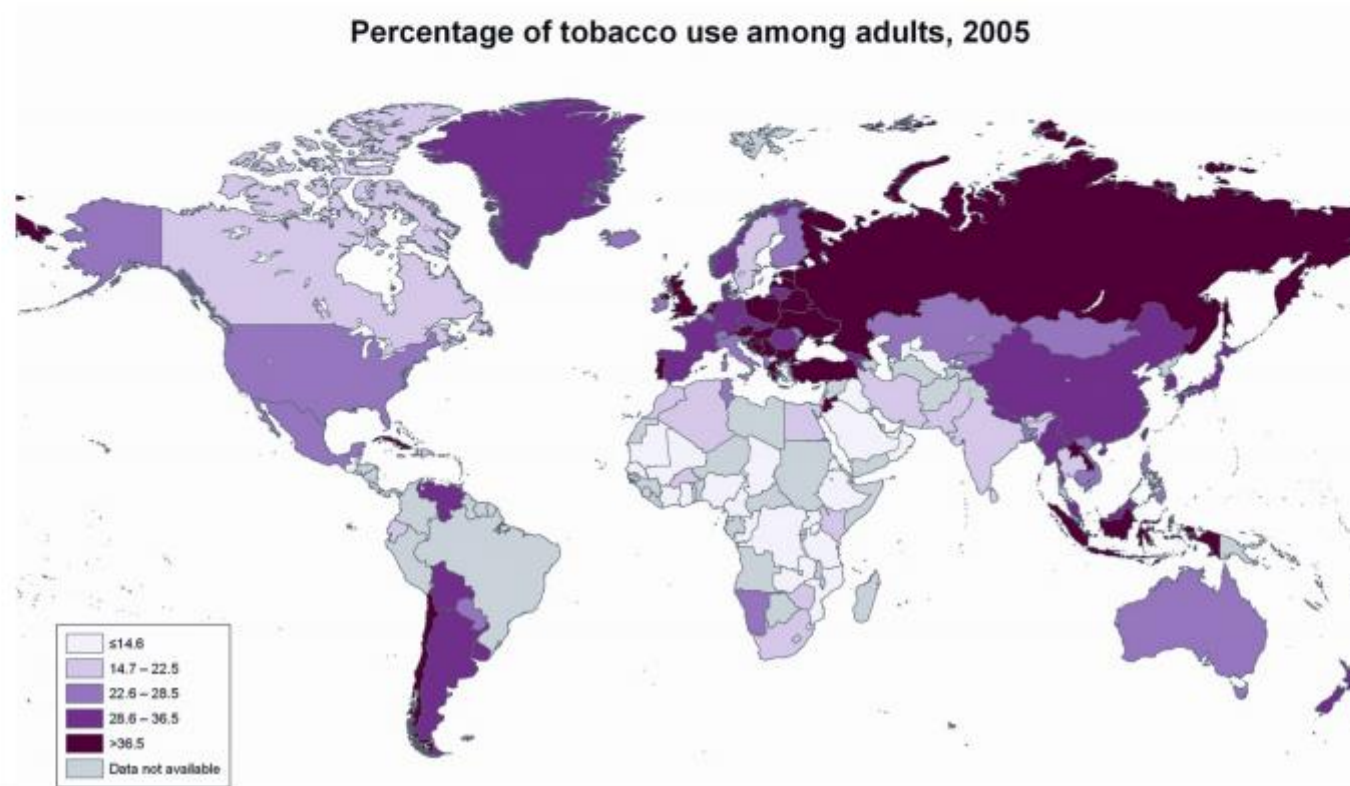 Percentage of tobacco use among adults, 2005
≤14.6
14.7 – 22.5
22.6 – 28.5
28.6 – 36.5
>36.5
Data not available